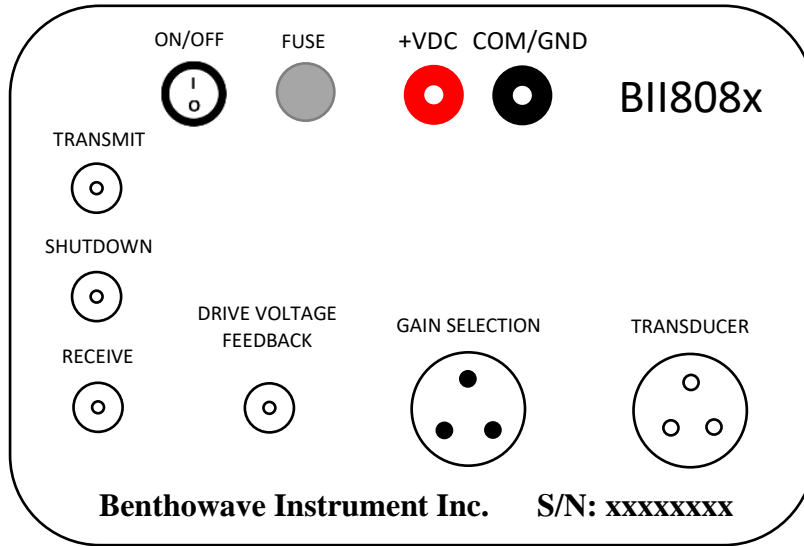 ON/OFF FUSE +VDC COM/GND
I
O
BII808x
TRANSMIT
SHUTDOWN
DRIVE VOLTAGE
FEEDBACK
GAIN SELECTION
TRANSDUCER
RECEIVE
Benthowave Instrument Inc. S/N: xxxxxxxx